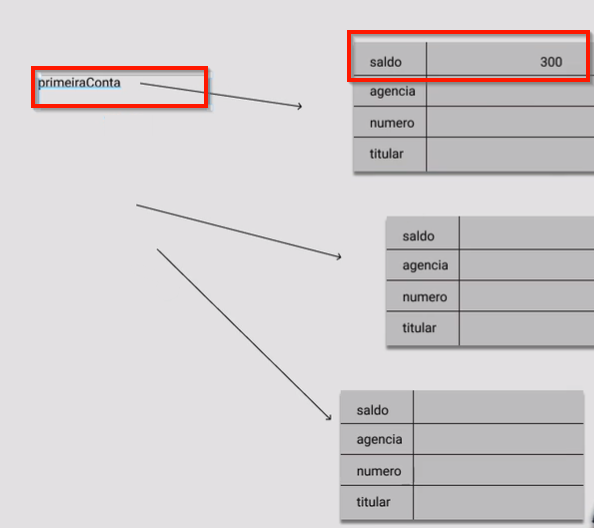 primeiraConta
saldo 300
agencia
numero
titular
saldo
agencia
numero
titular
saldo
agencia
numero
titular